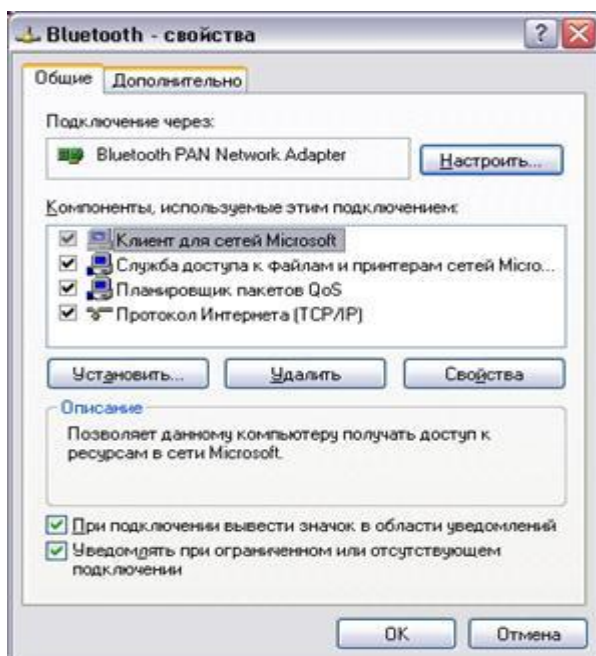 Bluetooth - свойства
Общие Дополнительно
Подключение через:
Bluetooth PAN Network Adapter Настроить...
Компоненты, используемые этим подключением:
Клиент для сетей Microsoft
Служба доступа к файлам и принтерам сетей Micro...
Планировщик пакетов QoS
Протокол Интернета (TCP/IP)
Установить... Удалить Свойства
Описание
Позволяет данному компьютеру получать доступ к
ресурсам в сети Microsoft.
При подключении вывести значок в области уведомлений
Уведомлять при ограниченном или отсутствующем
подключении
OK Отмена